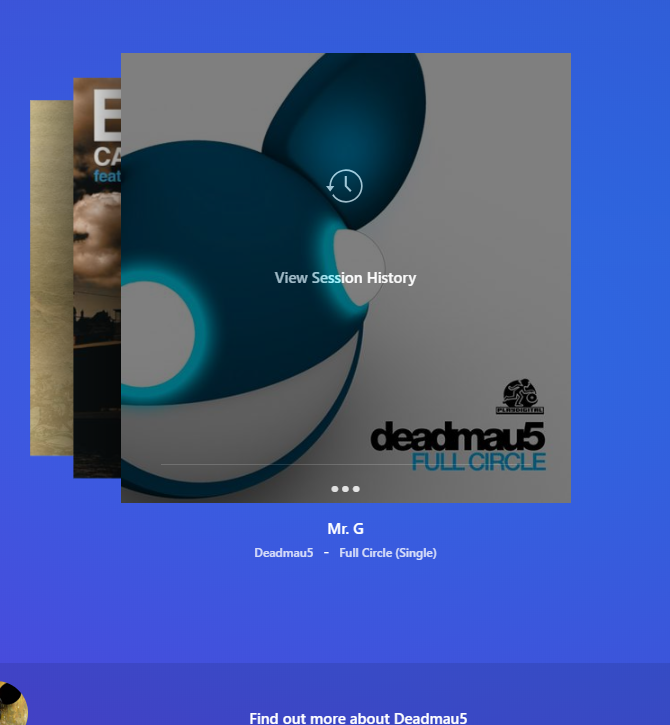 E
CA
feat
View Session History
PLAYDIGITAL
deadmau5
FULL CIRCLE
Mr. G
Deadmau5 - Full Circle (Single)
Find out more about Deadmau5